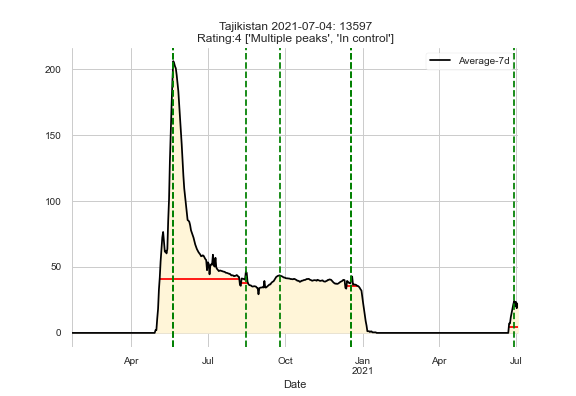 Tajikistan 2021-07-04: 13597
Rating:4 ['Multiple peaks', 'In control']
Average-7d
200
150
100
50
0
Apr
Jul
Oct
Jan
2021
Apr
Jul
Date